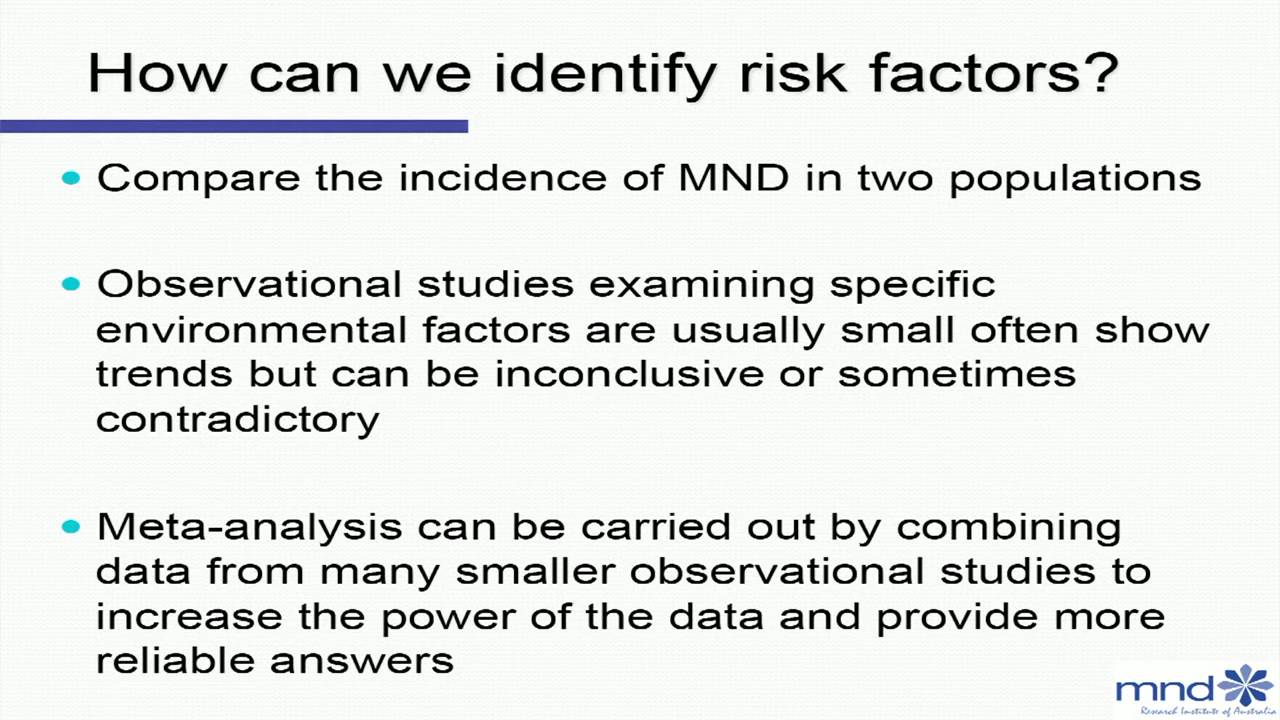 How can we identify risk factors?
• Compare the incidence of MND in two populations
• Observational studies examining specific
environmental factors are usually small often show
trends but can be inconclusive or sometimes
contradictory
• Meta-analysis can be carried out by combining
data from many smaller observational studies to
increase the power of the data and provide more
reliable answers
mnd
Research Institute of Australia